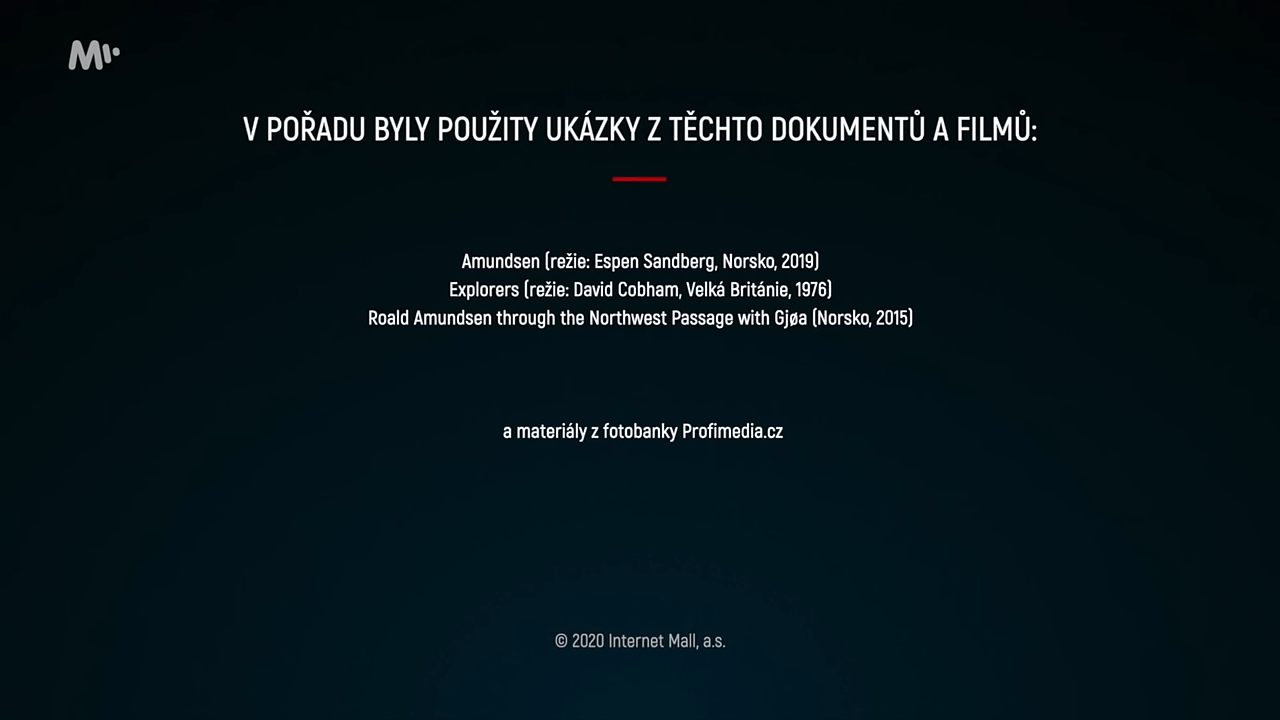 M
V POŘADU BYLY POUŽITY UKÁZKY Z TĚCHTO DOKUMENTŮ A FILMŮ:
Amundsen (režie: Espen Sandberg, Norsko, 2019)
Explorers (režie: David Cobham, Velká Británie, 1976)
Roald Amundsen through the Northwest Passage with Gjøa (Norsko, 2015)
a materiály z fotobanky Profimedia.cz
© 2020 Internet Mall, a.s.